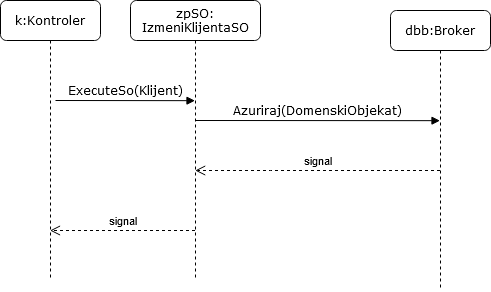 k:Kontroler
zpSO:
IzmeniKlijentaSO
dbb:Broker
ExecuteSo(Klijent)
Azuriraj(DomenskiObjekat)
signal
signal